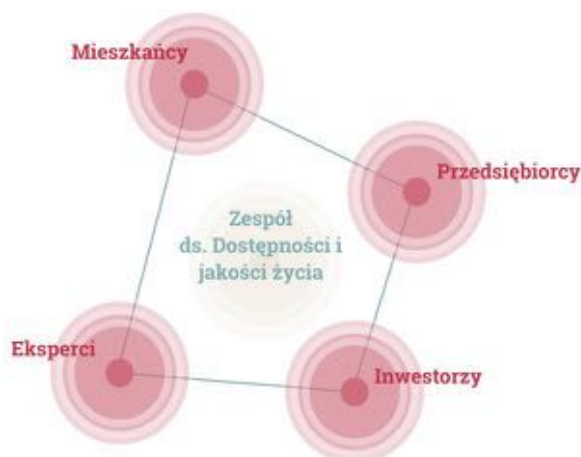 Mieszkańcy
Przedsiębiorcy
Zespół
ds. Dostępności i
jakości życia
Eksperci
Inwestorzy